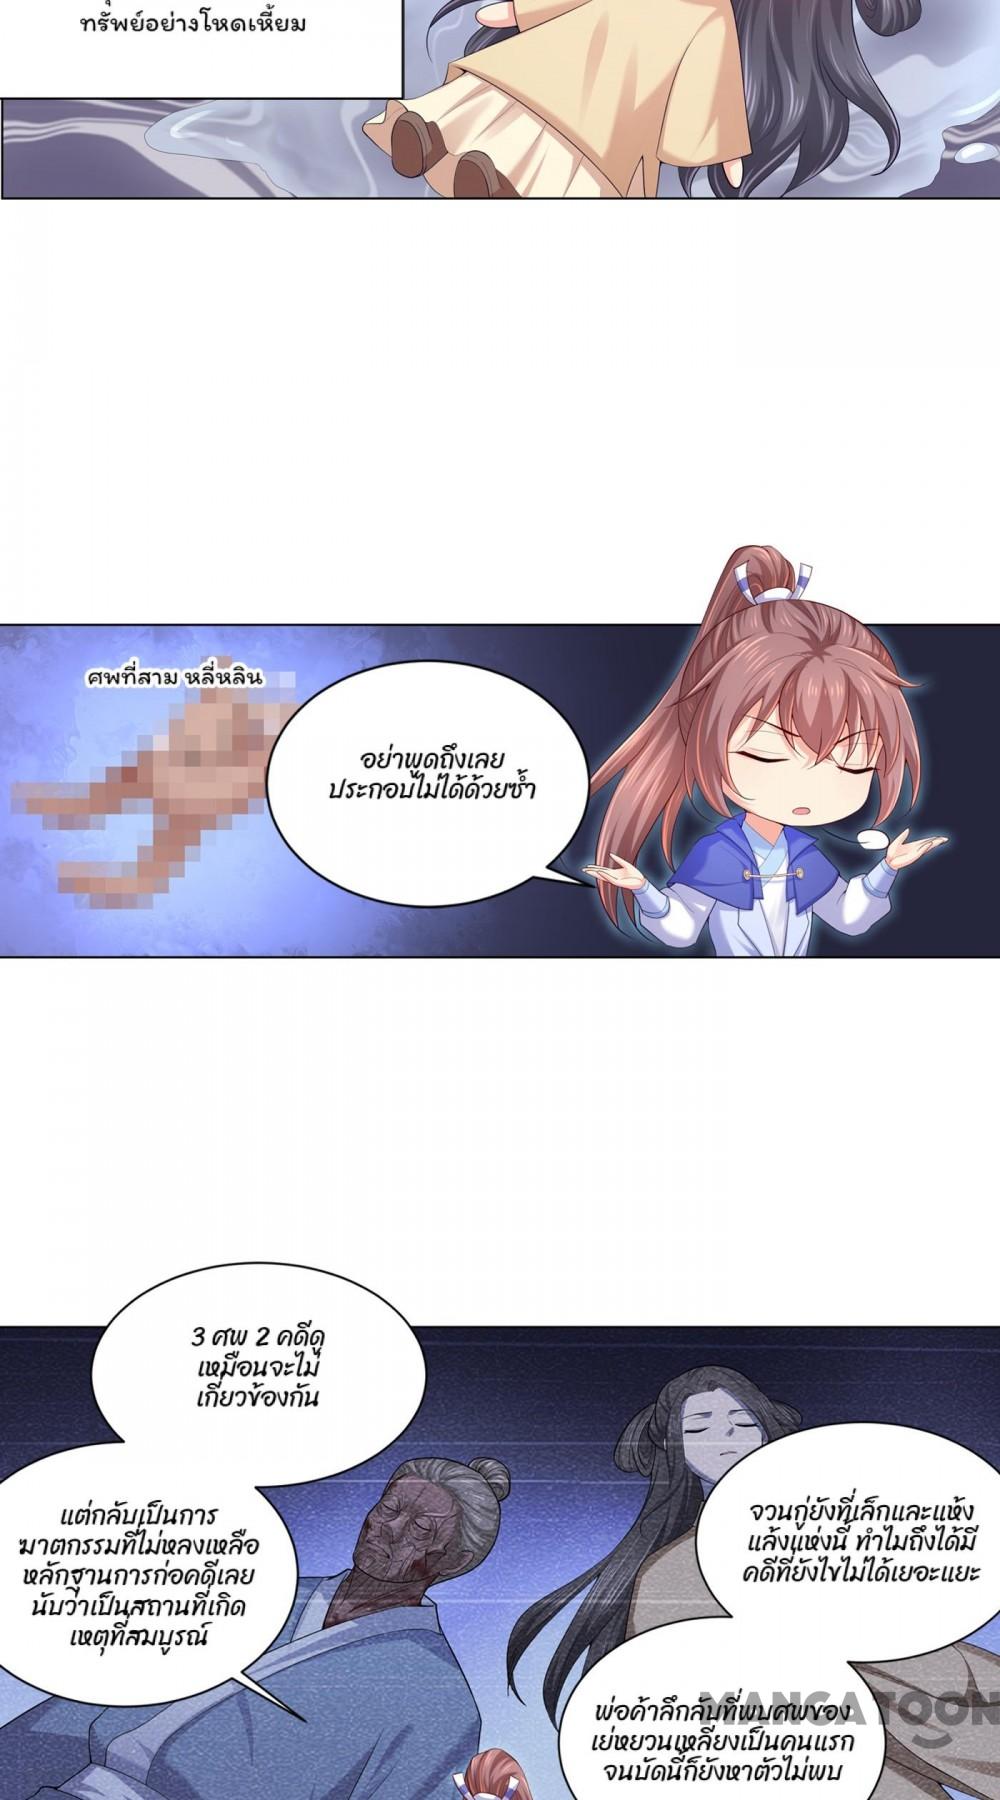 ทรัพย์อย่างโหดเหี้ยม
ศพที่สาม หลี่หลิน
อย่าพูดถึงเลย
ประกอบไม่ได้ด้วยซ้ำ
3 ศพ 2 คดีดู
เหมือนจะไม่
เกี่ยวข้องกัน
แต่กลับเป็นการ
ฆาตกรรมที่ไม่หลงเหลือ
หลักฐานการก่อคดีเลย
นับว่าเป็นสถานที่เกิด
เหตุที่สมบูรณ์
จวนกู่ยังที่เล็กและแห้ง
แล้งแห่งนี้ ทำไมถึงได้มี
คดีที่ยังไขไม่ได้เยอะแยะ
พ่อค้าลึกลับที่พบศพของ
เย่หยวนเหลียงเป็นคนแรก
จนบัดนี้ก็ยังหาตัวไม่พบ
MANGATOON